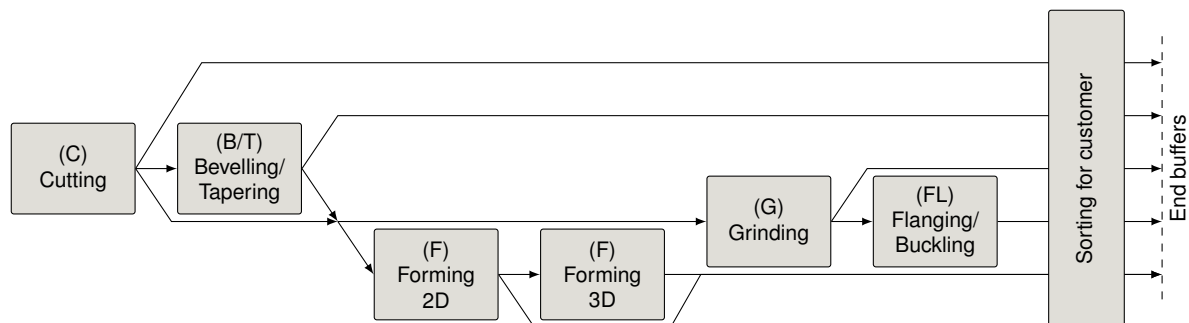 (C)
Cutting
(B/T)
Bevelling/
Tapering
(F)
Forming
2D
(F)
Forming
3D
(G)
Grinding
(FL)
Flanging/
Buckling
Sorting for customer
End buffers